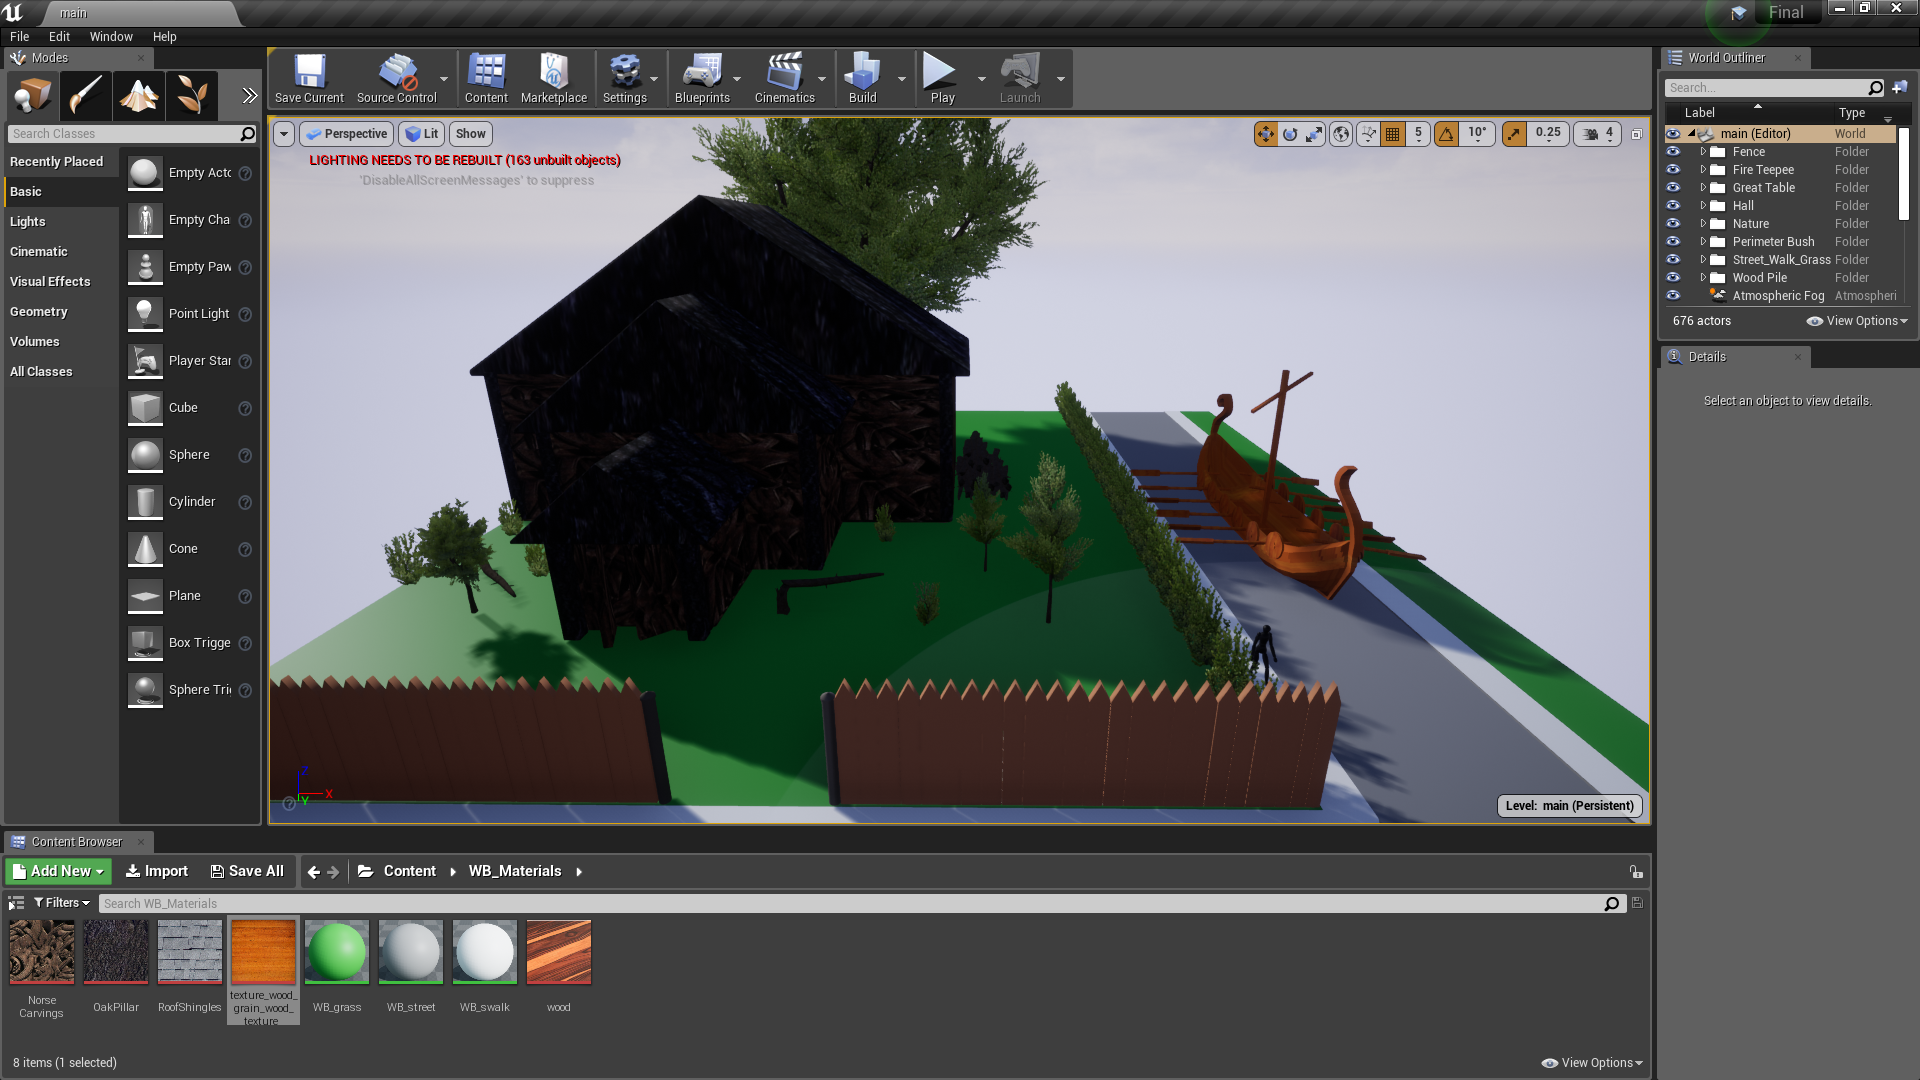 main
Final
File Edit Window Help
Modes
Save Current Source Control Content Marketplace Settings Blueprints Cinematics Build Play Launch
World Outliner
Search...
Label Type
main (Editor) World
Fence Folder
Fire Teepee Folder
Great Table Folder
Hall Folder
Nature Folder
Perimeter Bush Folder
Street_Walk_Grass Folder
Wood Pile Folder
Atmospheric Fog Atmospheri
676 actors View Options
Details
Select an object to view details.
Search Classes
Recently Placed
Basic
Lights
Cinematic
Visual Effects
Geometry
Volumes
All Classes
Empty Acto
Empty Cha
Empty Paw
Point Light
Player Star
Cube
Sphere
Cylinder
Cone
Plane
Box Trigge
Sphere Trig
Perspective Lit Show
5 10° 0.25 4
LIGHTING NEEDS TO BE REBUILT (163 unbuilt objects)
'DisableAllScreenMessages' to suppress
Z
X
Y
Level: main (Persistent)
Content Browser
Add New Import Save All Content WB_Materials
Filters Search WB_Materials
Norse
Carvings
OakPillar
RoofShingles
texture_wood_
grain_wood_
texture
WB_grass
WB_street
WB_swalk
wood
8 items (1 selected) View Options